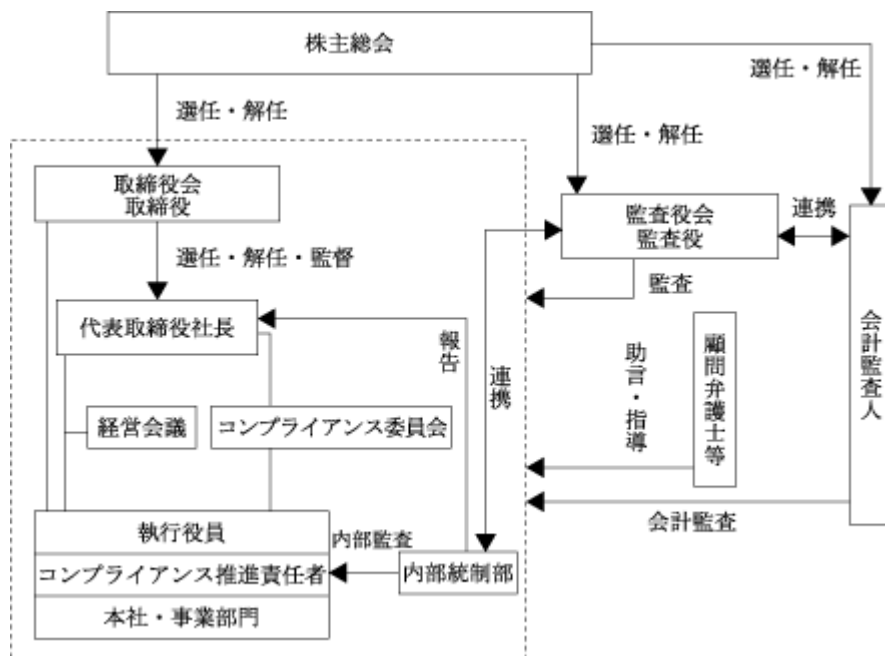 株主総会
選任・解任
選任・解任
選任・解任
取締役会
取締役
監査役会
監査役
連携
選任・解任・監督
監査
代表取締役社長
報告
連携
助言・指導
顧問弁護士等
会計監査人
経営会議
コンプライアンス委員会
会計監査
執行役員
内部監査
コンプライアンス推進責任者
内部統制部
本社・事業部門